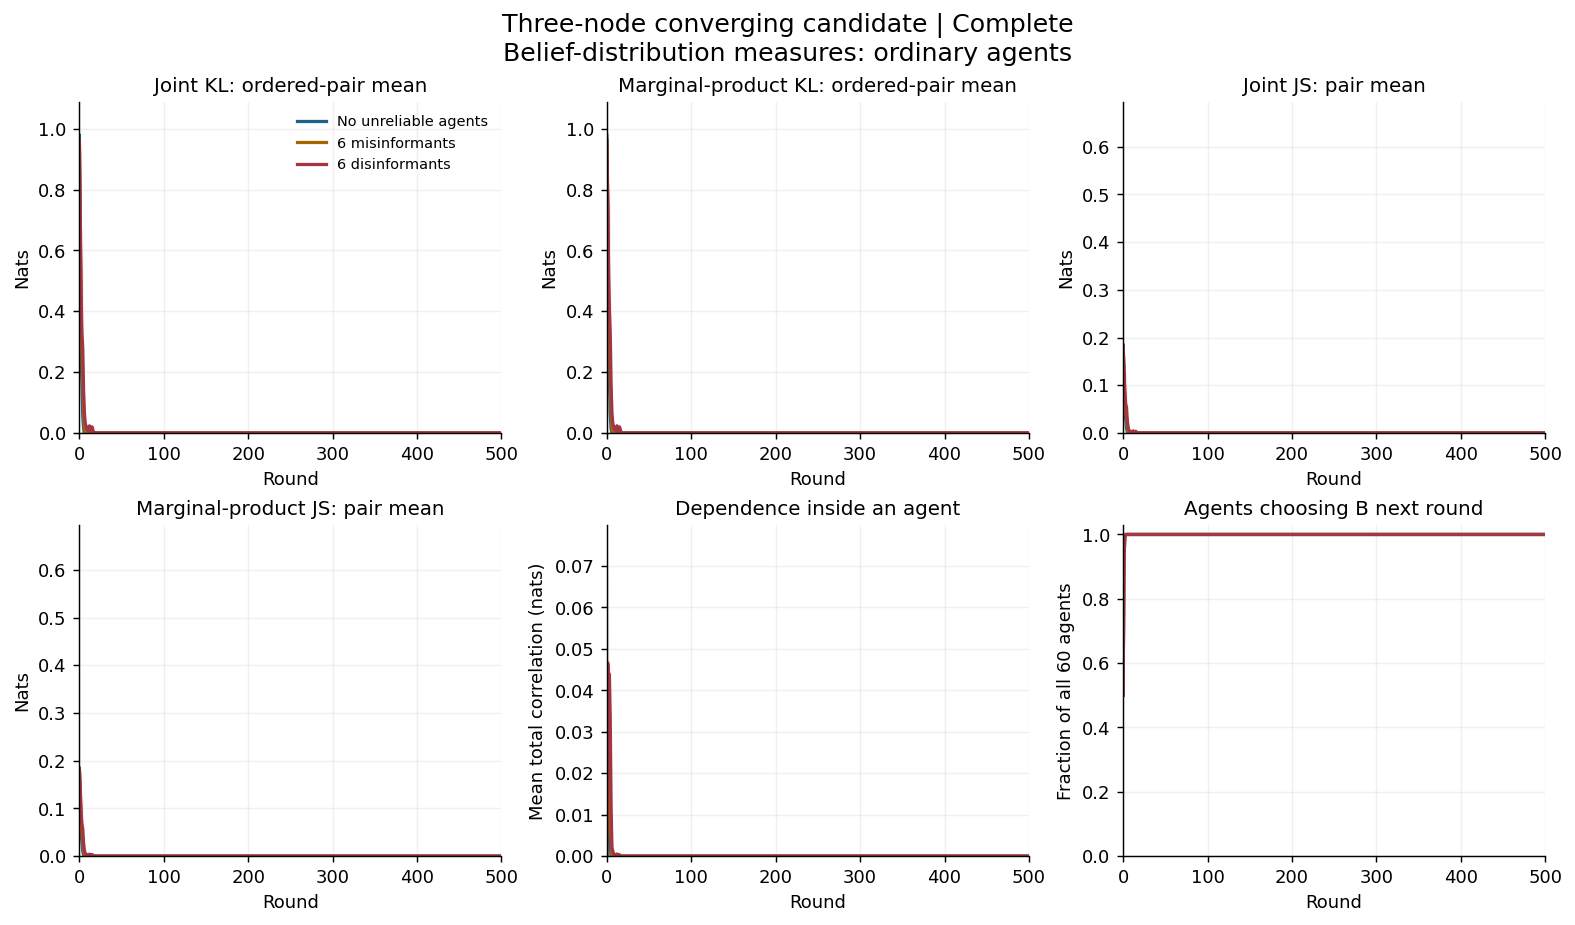 Three-node converging candidate | Complete
Belief-distribution measures: ordinary agents
Joint KL: ordered-pair mean
1.0
0.8
0.6
0.4
0.2
0.0
Nats
0 100 200 300 400 500
Round
No unreliable agents
6 misinformants
6 disinformants
Marginal-product KL: ordered-pair mean
1.0
0.8
0.6
0.4
0.2
0.0
Nats
0 100 200 300 400 500
Round
Joint JS: pair mean
0.6
0.5
0.4
0.3
0.2
0.1
0.0
Nats
0 100 200 300 400 500
Round
Marginal-product JS: pair mean
0.6
0.5
0.4
0.3
0.2
0.1
0.0
Nats
0 100 200 300 400 500
Round
Dependence inside an agent
0.07
0.06
0.05
0.04
0.03
0.02
0.01
0.00
Mean total correlation (nats)
0 100 200 300 400 500
Round
Agents choosing B next round
1.0
0.8
0.6
0.4
0.2
0.0
Fraction of all 60 agents
0 100 200 300 400 500
Round